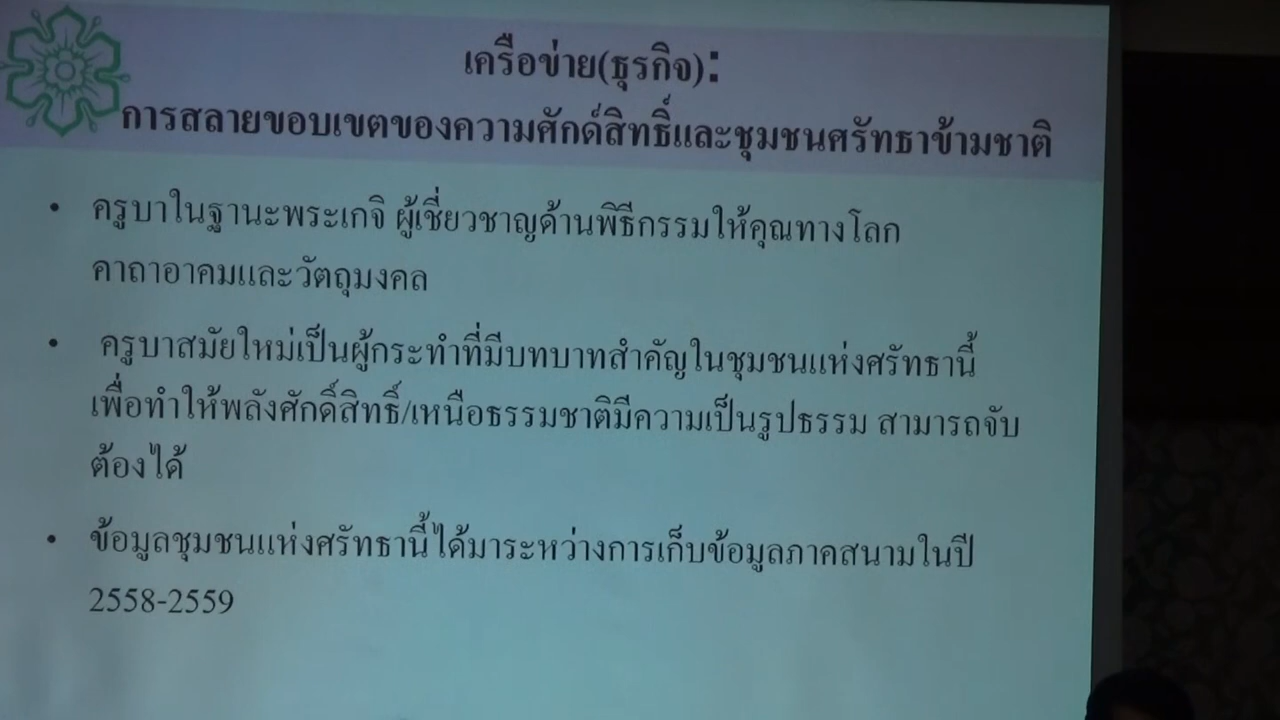 เครือข่าย(ธุรกิจ):
การสลายขอบเขตของความศักด์สิทธิ์และชุมชนศรัทธาข้ามชาติ
• ครูบาในฐานะพระเกจิ ผู้เชี่ยวชาญด้านพิธีกรรมให้คุณทางโลก
คาถาอาคมและวัตถุมงคล
• ครูบาสมัยใหม่เป็นผู้กระทำที่มีบทบาทสำคัญในชุมชนแห่งศรัทธานี้
เพื่อทำให้พลังศักดิ์สิทธิ์/เหนือธรรมชาติมีความเป็นรูปธรรม สามารถจับ
ต้องได้
• ข้อมูลชุมชนแห่งศรัทธานี้ได้มาระหว่างการเก็บข้อมูลภาคสนามในปี
2558-2559